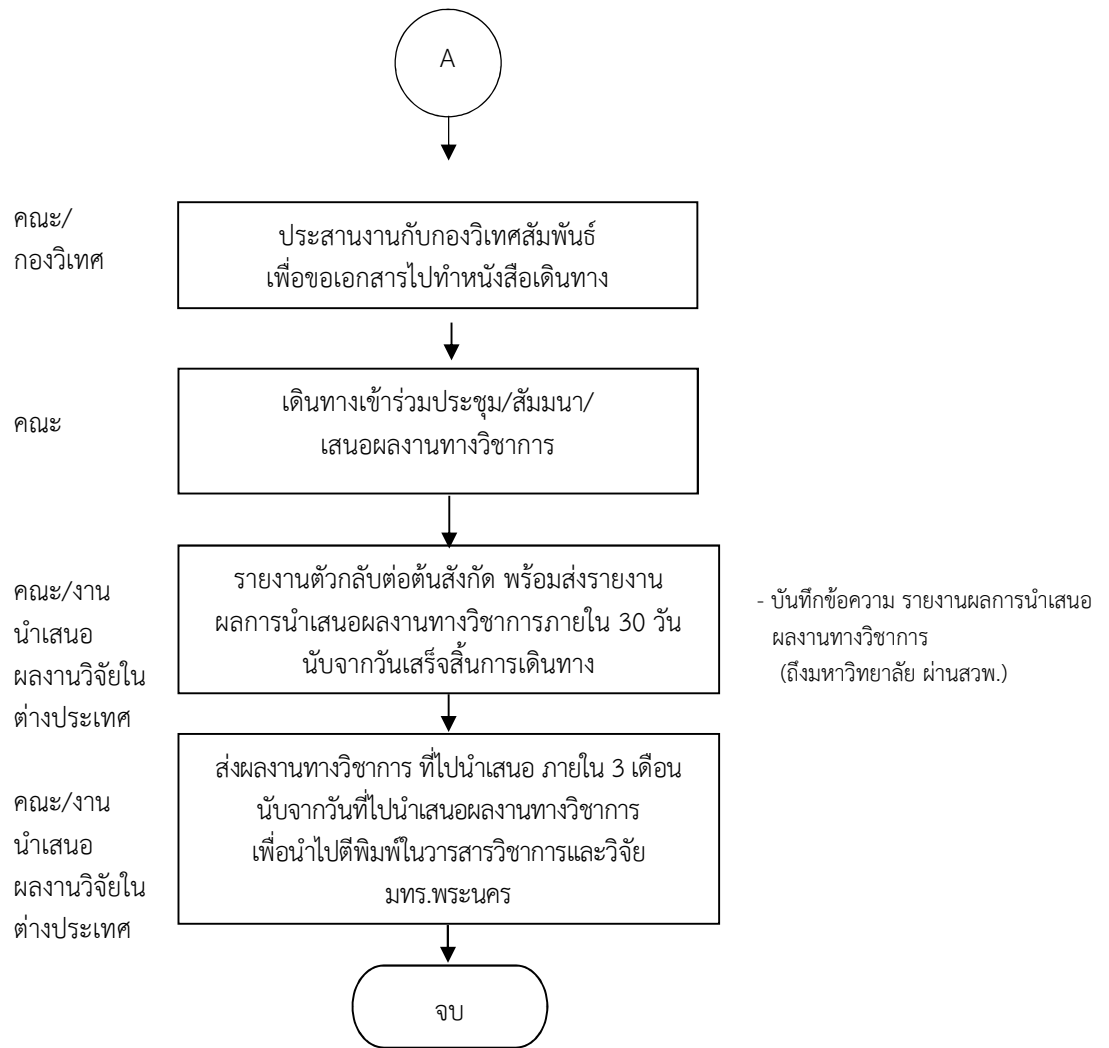 A
คณะ/
กองวิเทศ
ประสานงานกับกองวิเทศสัมพันธ์
เพื่อขอเอกสารไปทำหนังสือเดินทาง
คณะ
เดินทางเข้าร่วมประชุม/สัมมนา/
เสนอผลงานทางวิชาการ
คณะ/งาน
นำเสนอ
ผลงานวิจัยใน
ต่างประเทศ
รายงานตัวกลับต่อต้นสังกัด พร้อมส่งรายงาน
ผลการนำเสนอผลงานทางวิชาการภายใน 30 วัน
นับจากวันเสร็จสิ้นการเดินทาง
- บันทึกข้อความ รายงานผลการนำเสนอ
ผลงานทางวิชาการ
(ถึงมหาวิทยาลัย ผ่านสวพ.)
คณะ/งาน
นำเสนอ
ผลงานวิจัยใน
ต่างประเทศ
ส่งผลงานทางวิชาการ ที่ไปนำเสนอ ภายใน 3 เดือน
นับจากวันที่ไปนำเสนอผลงานทางวิชาการ
เพื่อนำไปตีพิมพ์ในวารสารวิชาการและวิจัย
มทร.พระนคร
จบ